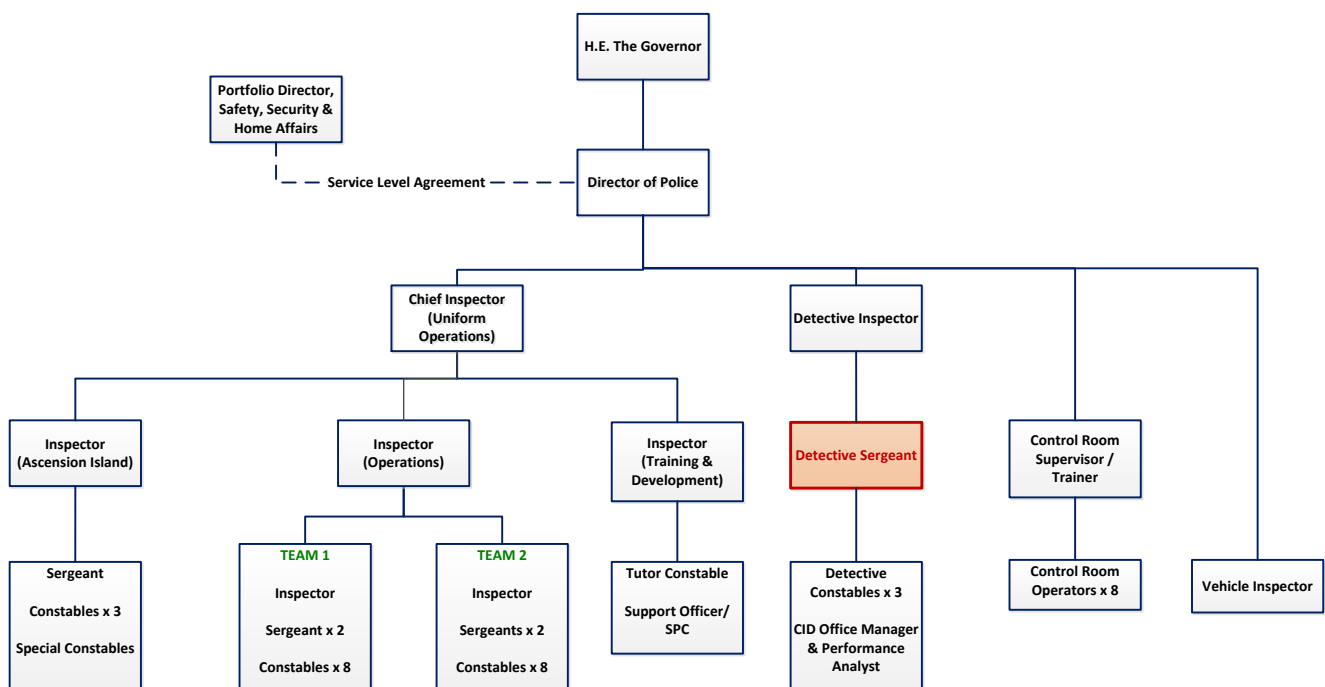 H.E. The Governor
Portfolio Director,
Safety, Security &
Home Affairs
Service Level Agreement
Director of Police
Chief Inspector
(Uniform
Operations)
Detective Inspector
Inspector
(Ascension Island)
Inspector
(Operations)
Inspector
(Training &
Development)
Detective Sergeant
Control Room
Supervisor /
Trainer
Sergeant
Constables x 3
Special Constables
TEAM 1
Inspector
Sergeant x 2
Constables x 8
TEAM 2
Inspector
Sergeants x 2
Constables x 8
Tutor Constable
Support Officer/
SPC
Detective
Constables x 3
CID Office Manager
& Performance
Analyst
Control Room
Operators x 8
Vehicle Inspector